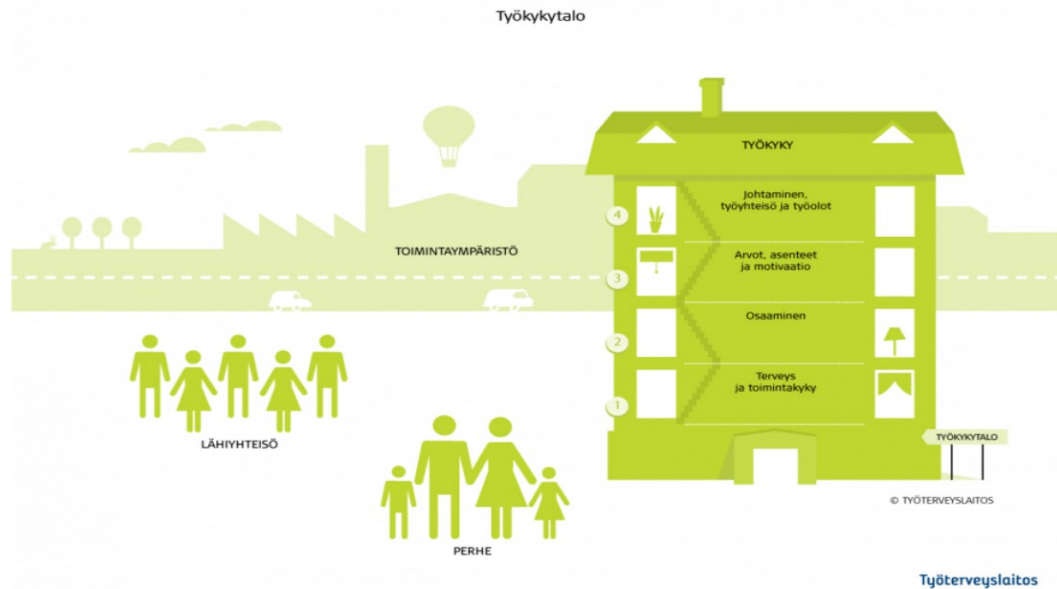 Työkykytalo
TYÖKYKY
4
Johtaminen,
työyhteisö ja työolot
3
Arvot, asenteet
ja motivaatio
2
Osaaminen
1
Terveys
ja toimintakyky
TOIMINTAYMPÄRISTÖ
LÄHIYHTEISÖ
PERHE
TYÖKYKYTALO
© TYÖTERVEYSLAITOS
Työterveyslaitos